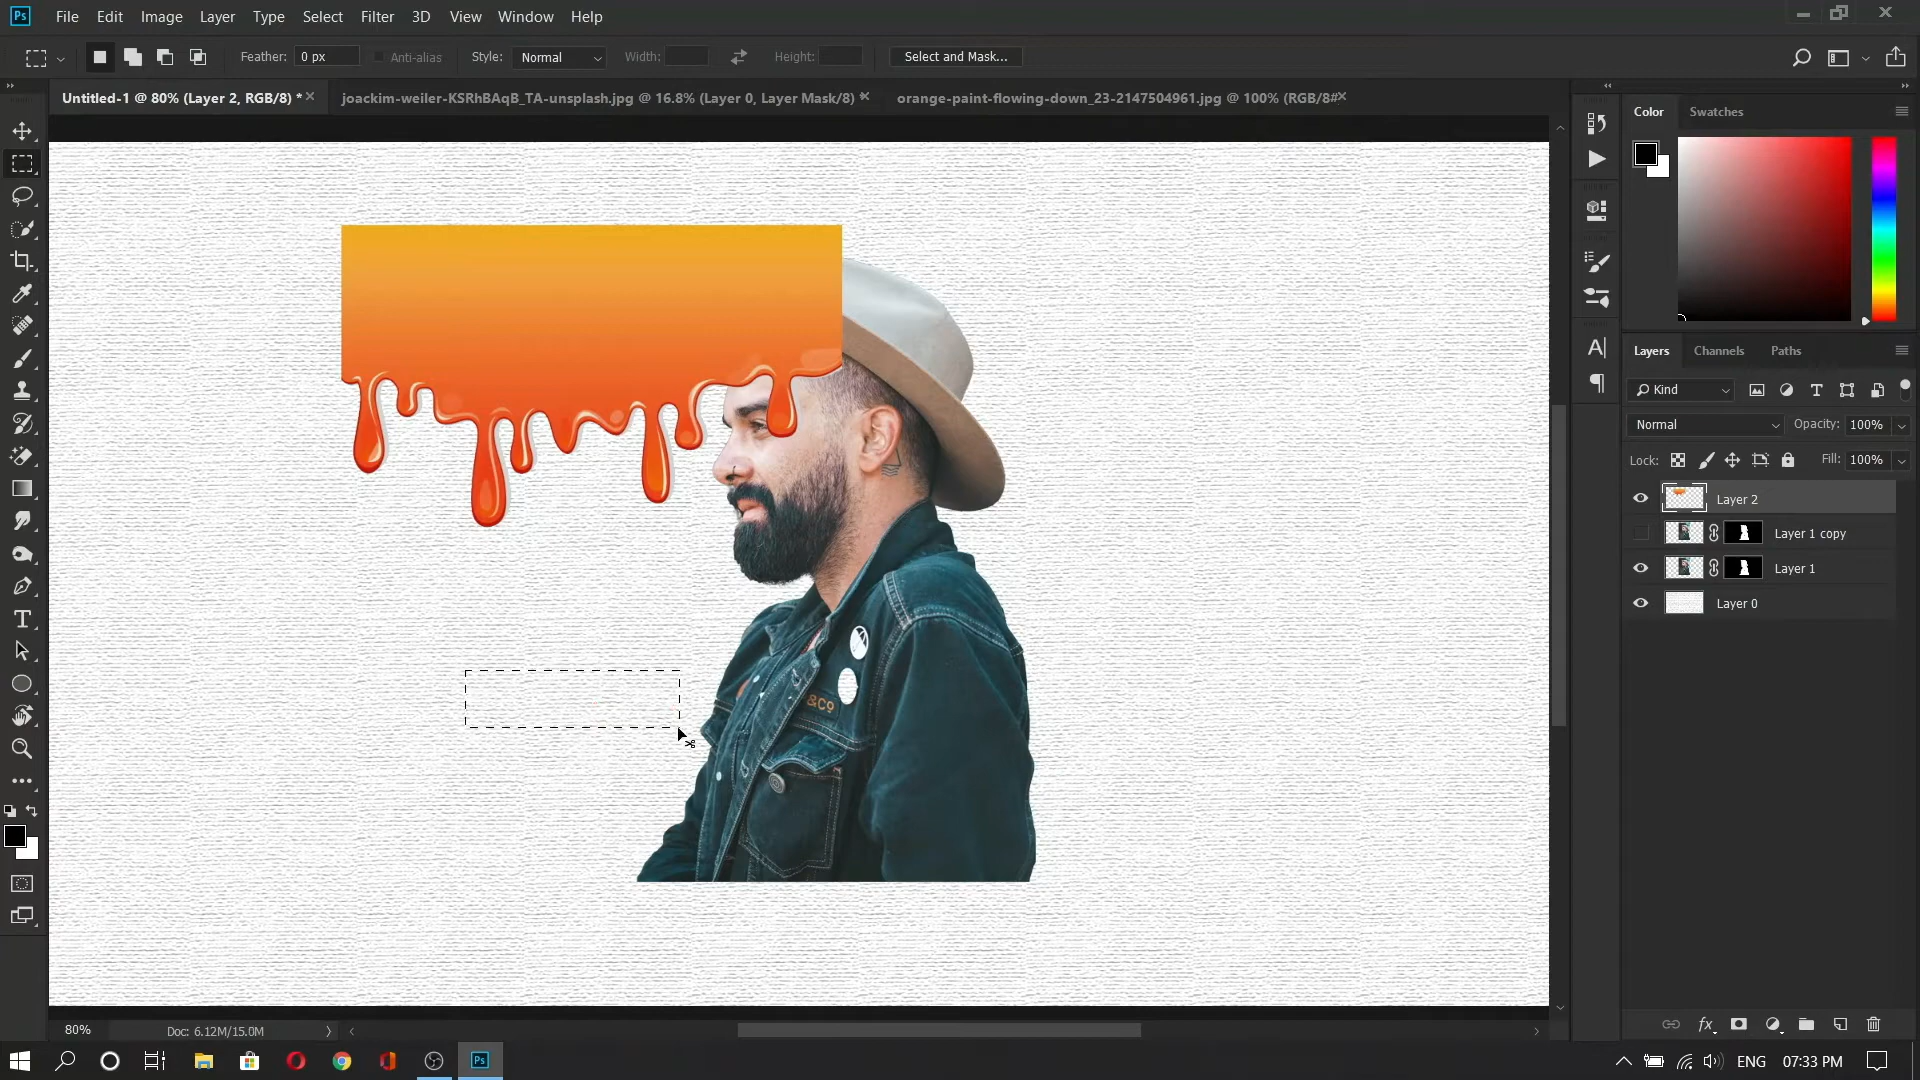 Ps File Edit Image Layer Type Select Filter 3D View Window Help
Feather: 0 px Anti-alias Style: Normal Width: Height: Select and Mask...
Untitled-1 @ 80% (Layer 2, RGB/8) * joackim-weiler-KSRhBAqB_TA-unsplash.jpg @ 16.8% (Layer 0, Layer Mask/8) * orange-paint-flowing-down_23-2147504961.jpg @ 100% (RGB/8#
Color Swatches
Layers Channels Paths
Kind
Normal Opacity: 100%
Lock: Fill: 100%
Layer 2
Layer 1 copy
Layer 1
Layer 0
&Co
80% Doc: 6.12M/15.0M
Ps ENG 07:33 PM